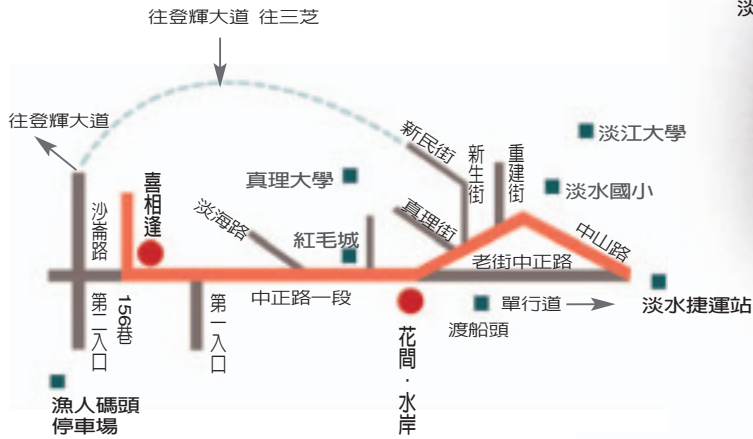 往登輝大道 往三芝
淡
往登輝大道
新民街
新生街
重建街
淡江大學
真理大學
淡水國小
沙崙路
喜相逢
淡海路
紅毛城
真理街
中山路
老街中正路
第二入口
156巷
第一入口
中正路一段
花間·水岸
渡船頭
單行道
淡水捷運站
漁人碼頭
停車場